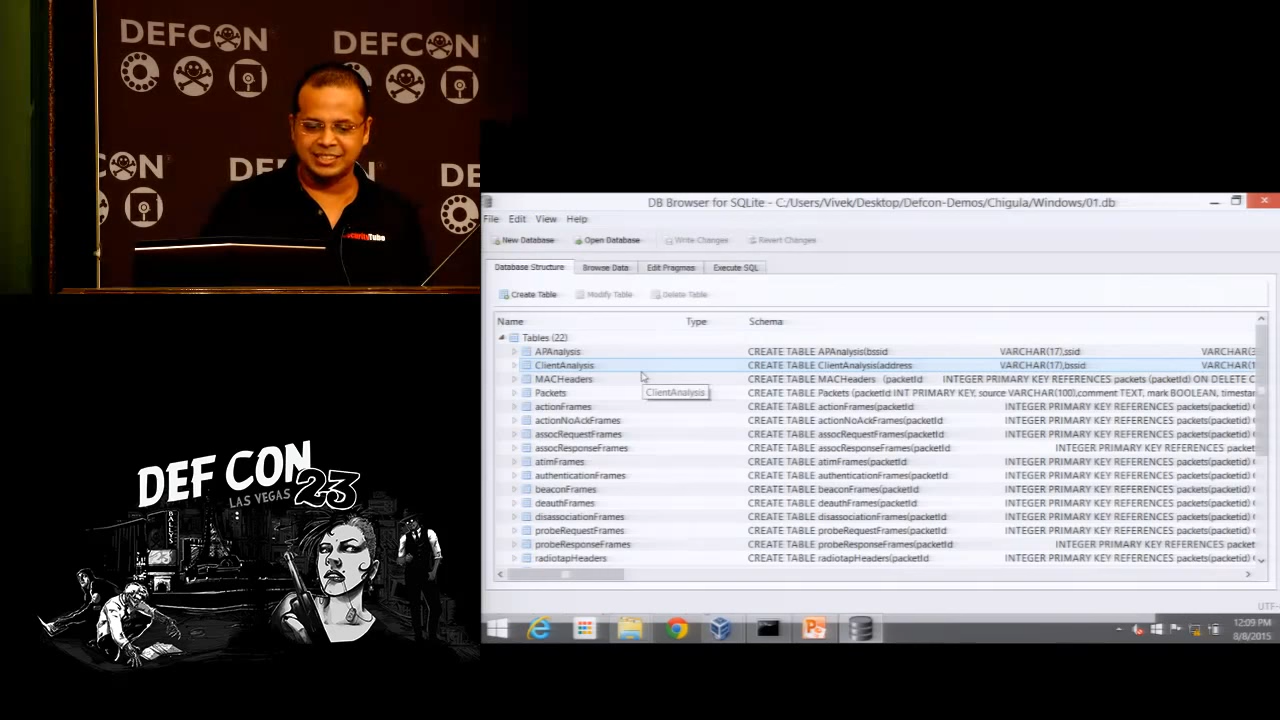 DEFCON DEFCON
CON DEF N DE
SecurityTube
DEF CON
LAS VEGAS 23
BALLYS
DB Browser for SQLite - C:/Users/Vivek/Desktop/Defcon-Demos/Chigula/Windows/01.db
File Edit View Help
New Database Open Database Write Changes Revert Changes
Database Structure Browse Data Edit Pragmas Execute SQL
Create Table Modify Table Delete Table
Name Type Schema
Tables (22)
APAnalysis CREATE TABLE APAnalysis(bssid VARCHAR(17),ssid VARCHAR(3
ClientAnalysis CREATE TABLE ClientAnalysis(address VARCHAR(17),bssid VARCHAR(1
MACHeaders CREATE TABLE MACHeaders (packetId INTEGER PRIMARY KEY REFERENCES packets (packetId) ON DELETE C
Packets CREATE TABLE Packets (packetId INT PRIMARY KEY, source VARCHAR(100),comment TEXT, mark BOOLEAN, timestar
ClientAnalysis
actionFrames CREATE TABLE actionFrames(packetId INTEGER PRIMARY KEY REFERENCES packets(packetId) (
actionNoAckFrames CREATE TABLE actionNoAckFrames(packetId INTEGER PRIMARY KEY REFERENCES packets(packetId) (
assocRequestFrames CREATE TABLE assocRequestFrames(packetId INTEGER PRIMARY KEY REFERENCES packets(packetId) (
assocResponseFrames CREATE TABLE assocResponseFrames(packetId INTEGER PRIMARY KEY REFERENCES packet
atimFrames CREATE TABLE atimFrames(packetId INTEGER PRIMARY KEY REFERENCES packets(packetId) (
authenticationFrames CREATE TABLE authenticationFrames(packetId INTEGER PRIMARY KEY REFERENCES packets(packetId) (
beaconFrames CREATE TABLE beaconFrames(packetId INTEGER PRIMARY KEY REFERENCES packets(packetId) (
deauthFrames CREATE TABLE deauthFrames(packetId INTEGER PRIMARY KEY REFERENCES packets(packetId) (
disassociationFrames CREATE TABLE disassociationFrames(packetId INTEGER PRIMARY KEY REFERENCES packets(packetId) (
probeRequestFrames CREATE TABLE probeRequestFrames(packetId INTEGER PRIMARY KEY REFERENCES packets(packetId) (
probeResponseFrames CREATE TABLE probeResponseFrames(packetId INTEGER PRIMARY KEY REFERENCES packet
radiotapHeaders CREATE TABLE radiotapHeaders(packetId INTEGER PRIMARY KEY REFERENCES packets(packetId) (
UTF-
12:09 PM
8/8/2015